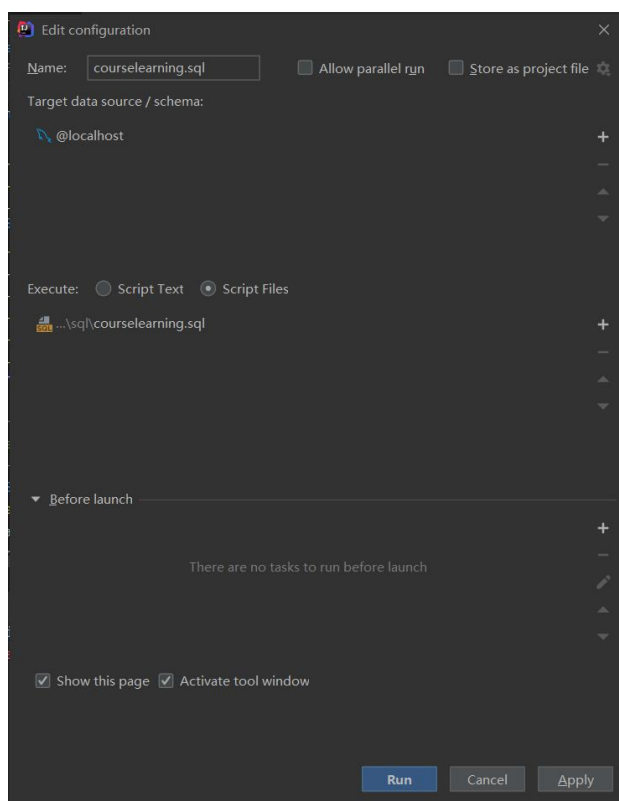 Edit configuration
Name: courselearning.sql Allow parallel run Store as project file
Target data source / schema:
@localhost
Execute: Script Text Script Files
...\sql\courselearning.sql
Before launch
There are no tasks to run before launch
Show this page Activate tool window
Run Cancel Apply